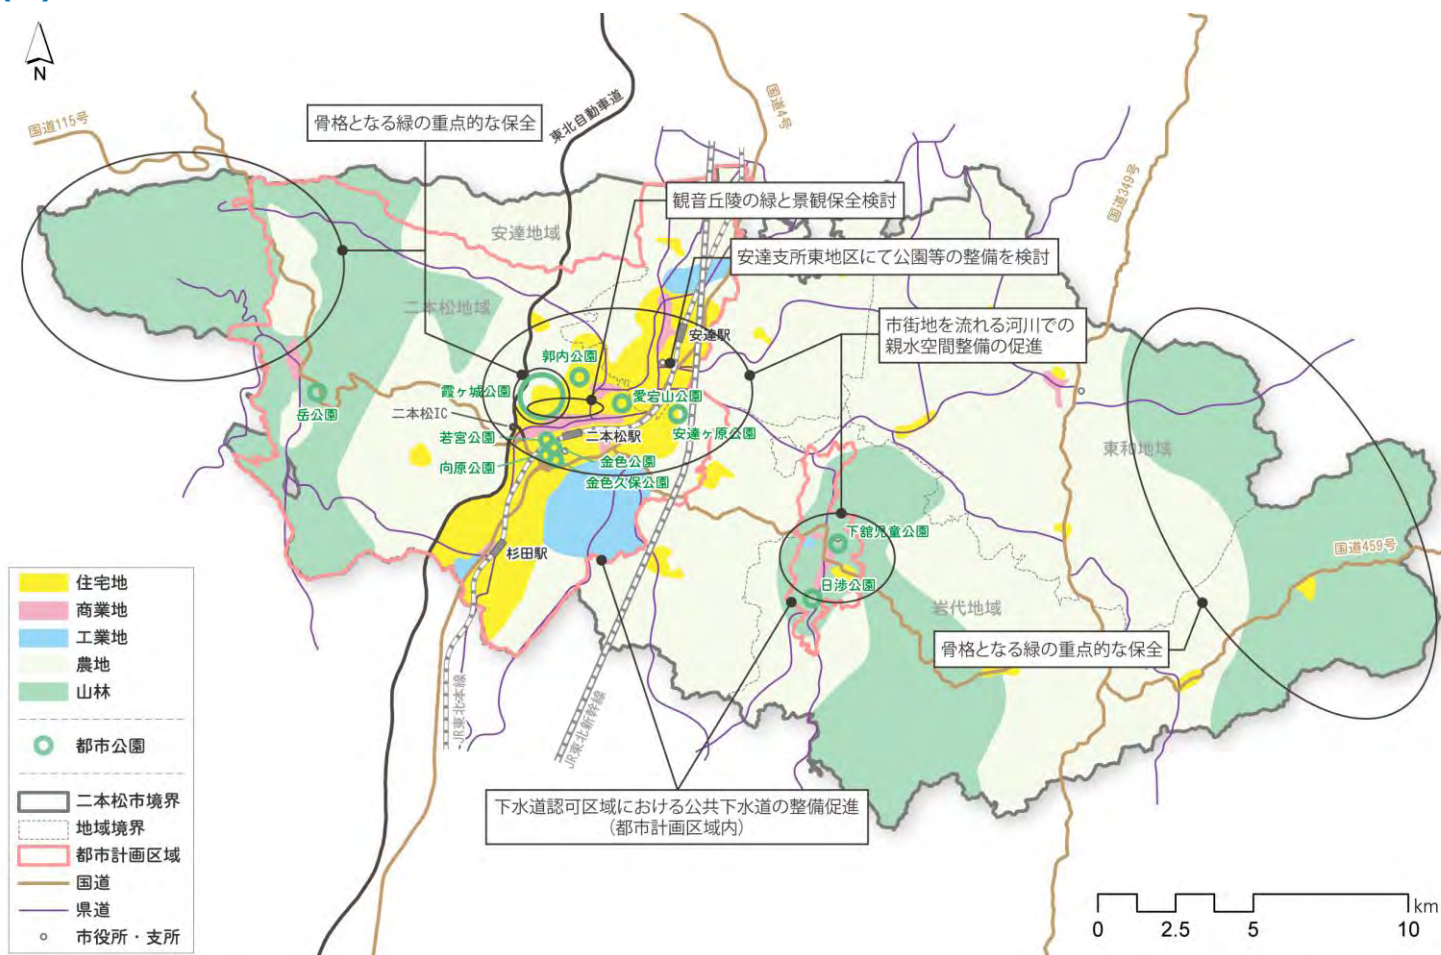 N
国道115号
骨格となる緑の重点的な保全
東北自動車道
国道4号
国道349号
観音丘陵の緑と景観保全検討
安達地域
安達支所東地区にて公園等の整備を検討
二本松地域
市街地を流れる河川での
親水空間整備の促進
安達駅
郭内公園
霞ヶ城公園
愛宕山公園
岳公園
二本松IC
安達ヶ原公園
若宮公園
二本松駅
東和地域
向原公園
金色公園
金色久保公園
下舘児童公園
杉田駅
国道459号
日渉公園
岩代地域
骨格となる緑の重点的な保全
JR東北本線
JR東北新幹線
下水道認可区域における公共下水道の整備促進
(都市計画区域内)
住宅地
商業地
工業地
農地
山林
都市公園
二本松市境界
地域境界
都市計画区域
国道
県道
市役所・支所
km
0 2.5 5 10